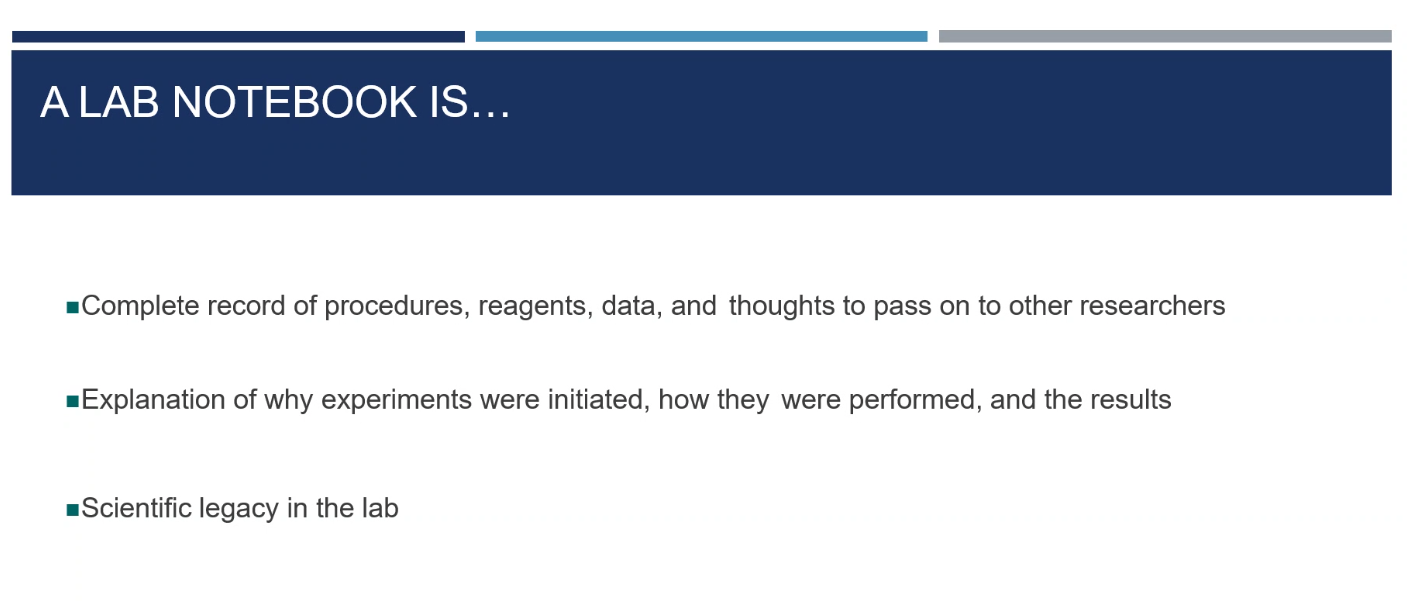 A LAB NOTEBOOK IS…
■Complete record of procedures, reagents, data, and thoughts to pass on to other researchers
■Explanation of why experiments were initiated, how they were performed, and the results
■Scientific legacy in the lab